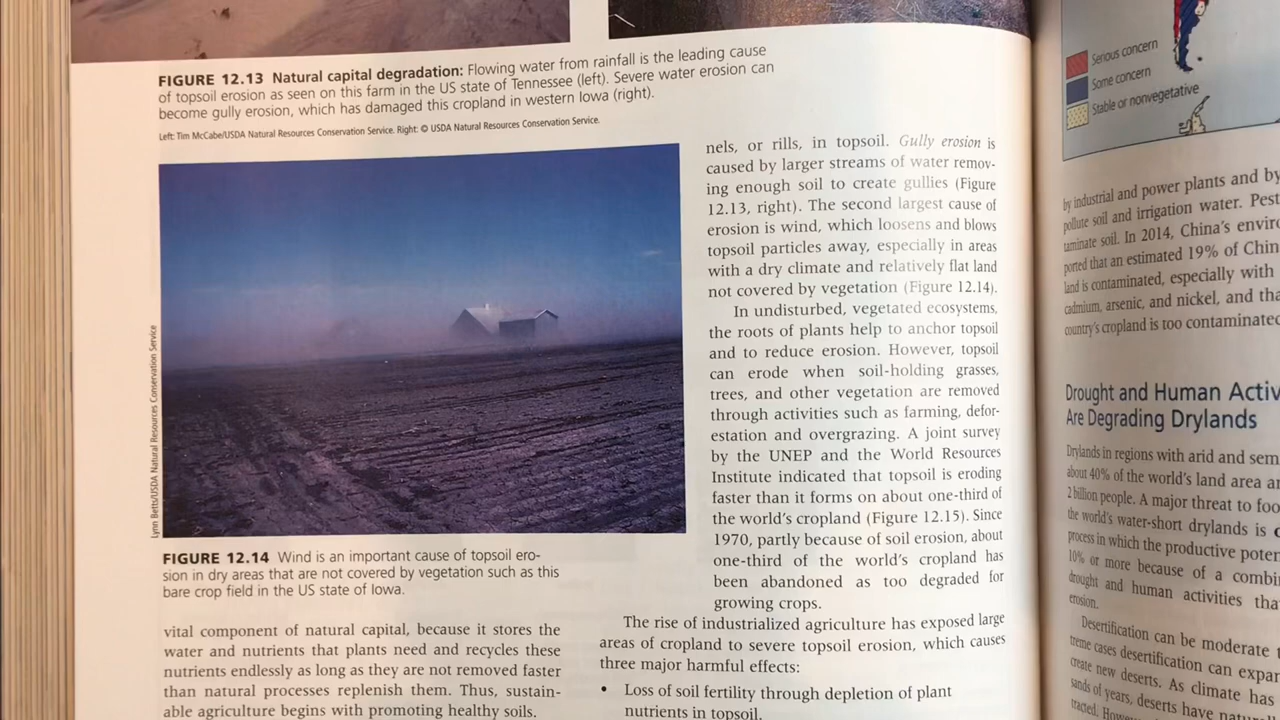 FIGURE 12.13 Natural capital degradation: Flowing water from rainfall is the leading cause
of topsoil erosion as seen on this farm in the US state of Tennessee (left). Severe water erosion can
become gully erosion, which has damaged this cropland in western Iowa (right).
Left: Tim McCabe/USDA Natural Resources Conservation Service. Right: © USDA Natural Resources Conservation Service.
Lynn Betts/USDA Natural Resources Conservation Service
FIGURE 12.14 Wind is an important cause of topsoil ero-
sion in dry areas that are not covered by vegetation such as this
bare crop field in the US state of Iowa.
vital component of natural capital, because it stores the
water and nutrients that plants need and recycles these
nutrients endlessly as long as they are not removed faster
than natural processes replenish them. Thus, sustain-
able agriculture begins with promoting healthy soils.
nels, or rills, in topsoil. Gully erosion is
caused by larger streams of water remov-
ing enough soil to create gullies (Figure
12.13, right). The second largest cause of
erosion is wind, which loosens and blows
topsoil particles away, especially in areas
with a dry climate and relatively flat land
not covered by vegetation (Figure 12.14).
In undisturbed, vegetated ecosystems,
the roots of plants help to anchor topsoil
and to reduce erosion. However, topsoil
can erode when soil-holding grasses,
trees, and other vegetation are removed
through activities such as farming, defor-
estation and overgrazing. A joint survey
by the UNEP and the World Resources
Institute indicated that topsoil is eroding
faster than it forms on about one-third of
the world's cropland (Figure 12.15). Since
1970, partly because of soil erosion, about
one-third of the world's cropland has
been abandoned as too degraded for
growing crops.
The rise of industrialized agriculture has exposed large
areas of cropland to severe topsoil erosion, which causes
three major harmful effects:
• Loss of soil fertility through depletion of plant
nutrients in topsoil.
Serious concern
Some concern
Stable or nonvegetative
by industrial and power plants and by
pollute soil and irrigation water. Pest
taminate soil. In 2014, China's enviro
ported that an estimated 19% of Chin
land is contaminated, especially with
cadmium, arsenic, and nickel, and tha
country's cropland is too contaminated
Drought and Human Activ
Are Degrading Drylands
Drylands in regions with arid and sem
about 40% of the world's land area an
2 billion people. A major threat to foo
the world's water-short drylands is
process in which the productive poten
10% or more because of a combi
drought and human activities tha
erosion.
Desertification can be moderate
treme cases desertification can expan
create new deserts. As climate has
sands of years, deserts have
tracted. However